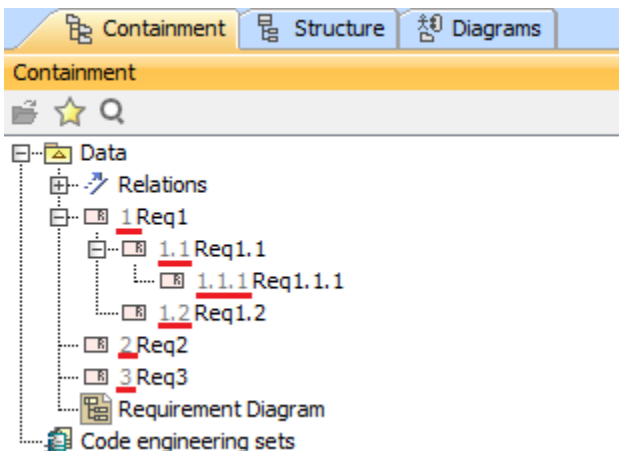 Containment Structure Diagrams
Containment
Data
Relations
1 Req1
1.1 Req1.1
1.1.1 Req1.1.1
1.2 Req1.2
2 Req2
3 Req3
Requirement Diagram
Code engineering sets